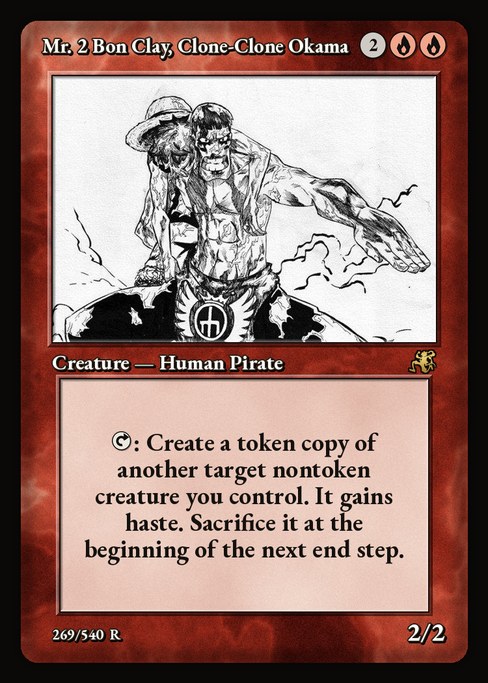 Mr. 2 Bon Clay, Clone-Clone Okama 2
Creature — Human Pirate
: Create a token copy of
another target nontoken
creature you control. It gains
haste. Sacrifice it at the
beginning of the next end step.
269/540 R
2/2